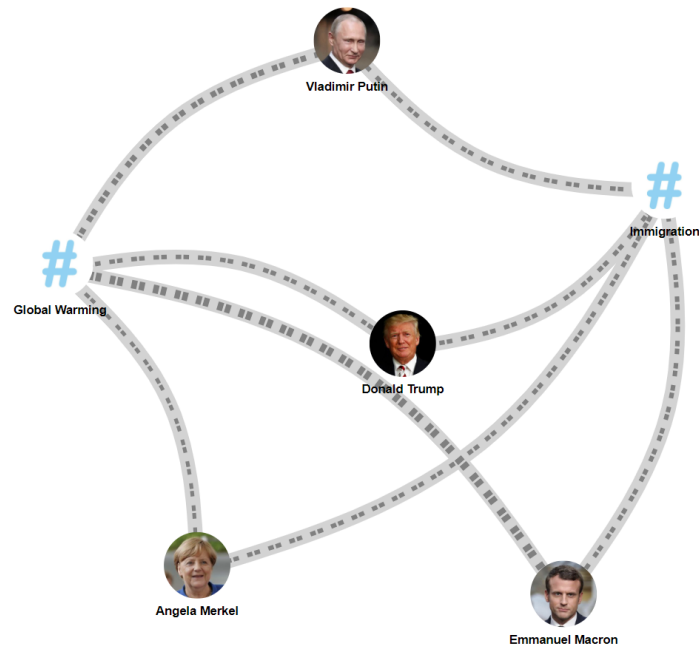 Vladimir Putin
#
Immigration
#
Global Warming
Donald Trump
Angela Merkel
Emmanuel Macron